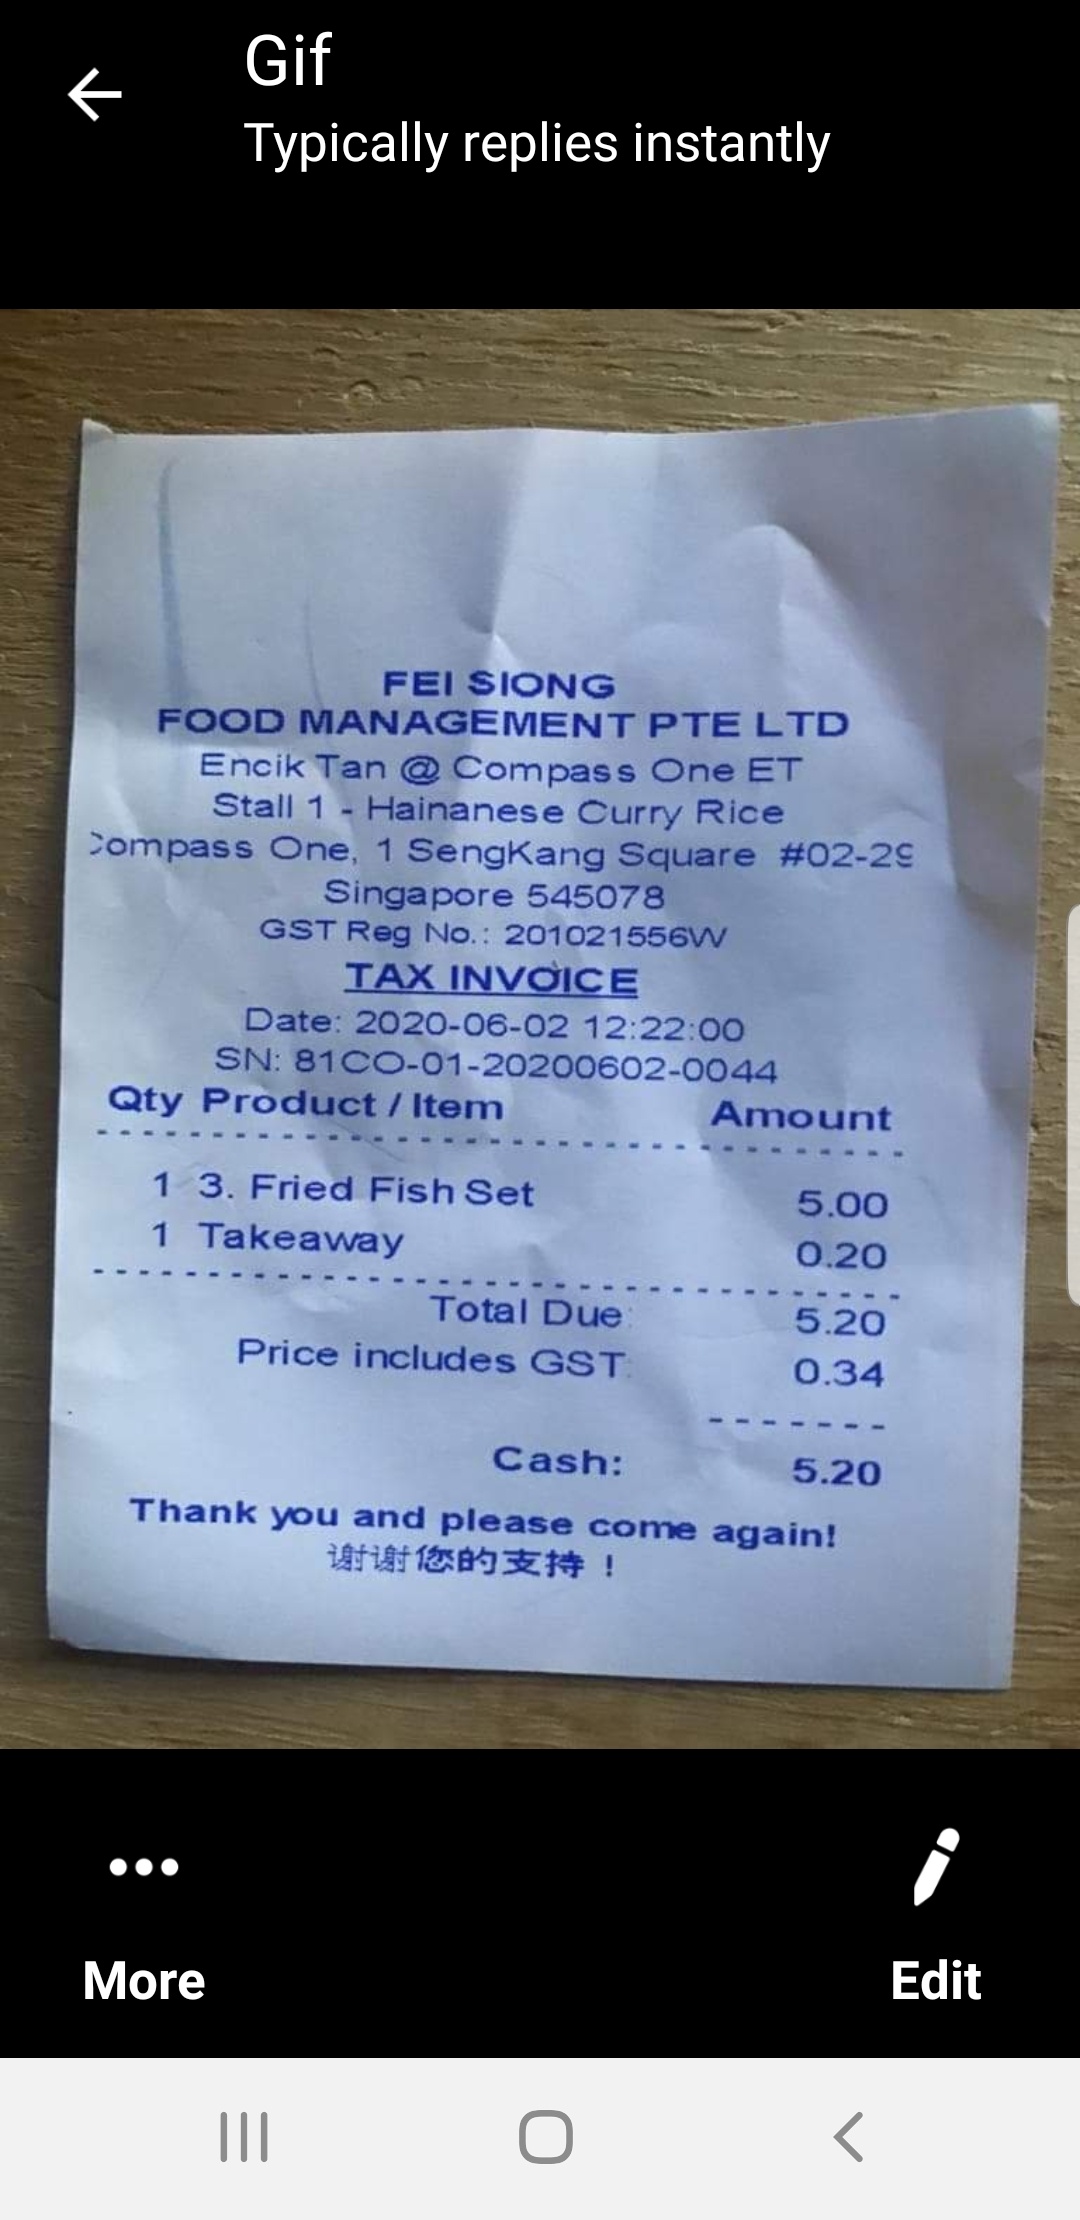 Gif
Typically replies instantly
FEI SIONG
FOOD MANAGEMENT PTE LTD
Encik Tan @ Compass One ET
Stall 1 - Hainanese Curry Rice
Compass One, 1 SengKang Square #02-29
Singapore 545078
GST Reg No.: 201021556W
TAX INVOICE
Date: 2020-06-02 12:22:00
SN: 81CO-01-20200602-0044
Qty Product / Item Amount
1 3. Fried Fish Set 5.00
1 Takeaway 0.20
Total Due: 5.20
Price includes GST: 0.34
Cash: 5.20
Thank you and please come again!
谢谢您的支持！
More
Edit